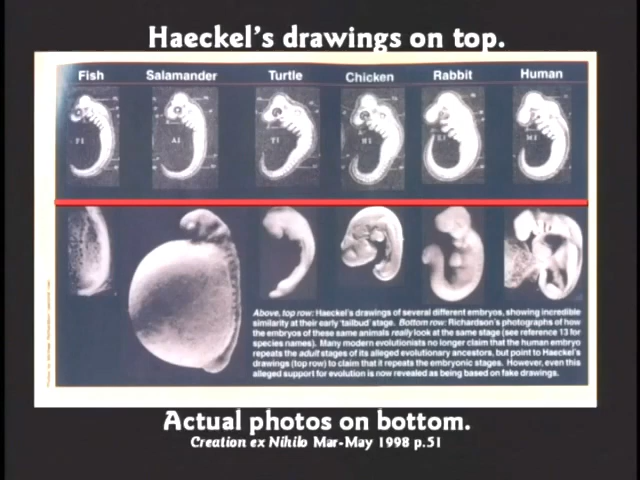 Haeckel's drawings on top.
Fish Salamander Turtle Chicken Rabbit Human
Above, top row: Haeckel's drawings of several different embryos, showing incredible
similarity at their early 'tailbud' stage. Bottom row: Richardson's photographs of how
the embryos of these same animals really look at the same stage (see reference 13 for
species names). Many modern evolutionists no longer claim that the human embryo
repeats the adult stages of its alleged evolutionary ancestors, but point to Haeckel's
drawings (top row) to claim that it repeats the embryonic stages. However, even this
alleged support for evolution is now revealed as being based on fake drawings.
Actual photos on bottom.
Creation ex Nihilo Mar-May 1998 p.51